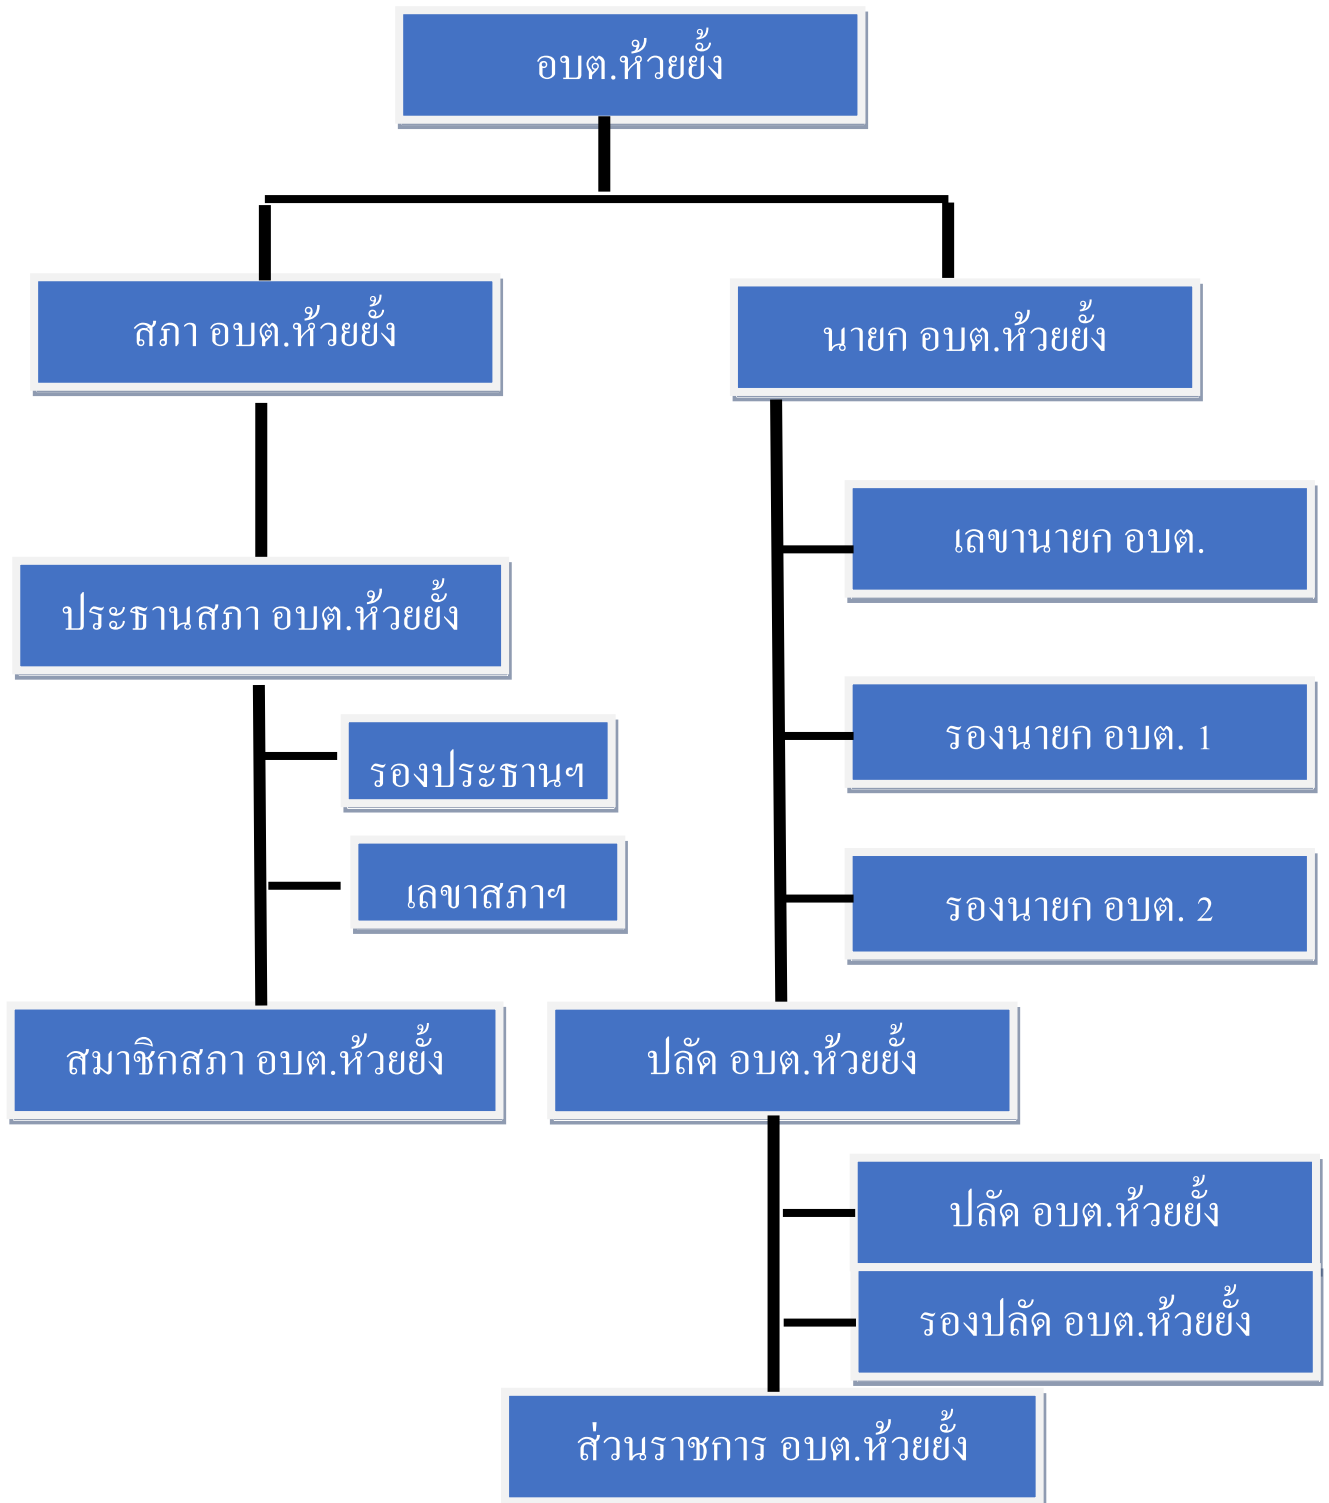 อบต.ห้วยยั้ง
สภา อบต.ห้วยยั้ง
นายก อบต.ห้วยยั้ง
เลขานายก อบต.
ประธานสภา อบต.ห้วยยั้ง
รองนายก อบต. 1
รองประธานฯ
เลขาสภาฯ
รองนายก อบต. 2
สมาชิกสภา อบต.ห้วยยั้ง
ปลัด อบต.ห้วยยั้ง
ปลัด อบต.ห้วยยั้ง
รองปลัด อบต.ห้วยยั้ง
ส่วนราชการ อบต.ห้วยยั้ง